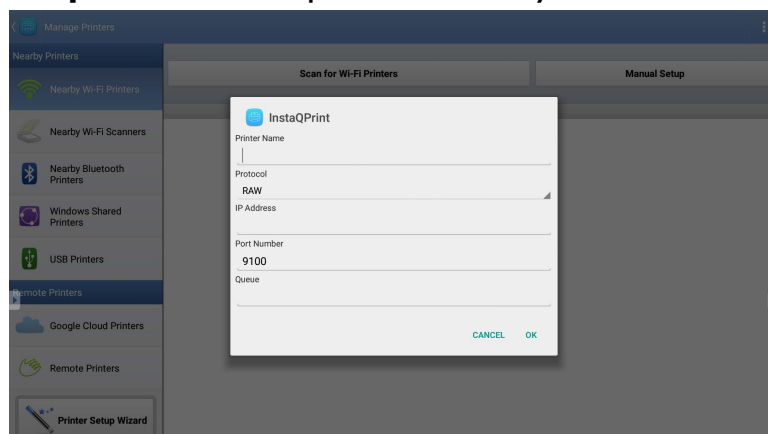 Manage Printers
Nearby Printers
Nearby Wi-Fi Printers
Nearby Wi-Fi Scanners
Nearby Bluetooth
Printers
Windows Shared
Printers
USB Printers
Remote Printers
Google Cloud Printers
Remote Printers
Printer Setup Wizard
Scan for Wi-Fi Printers
Manual Setup
InstaQPrint
Printer Name
Protocol
RAW
IP Address
Port Number
9100
Queue
CANCEL OK